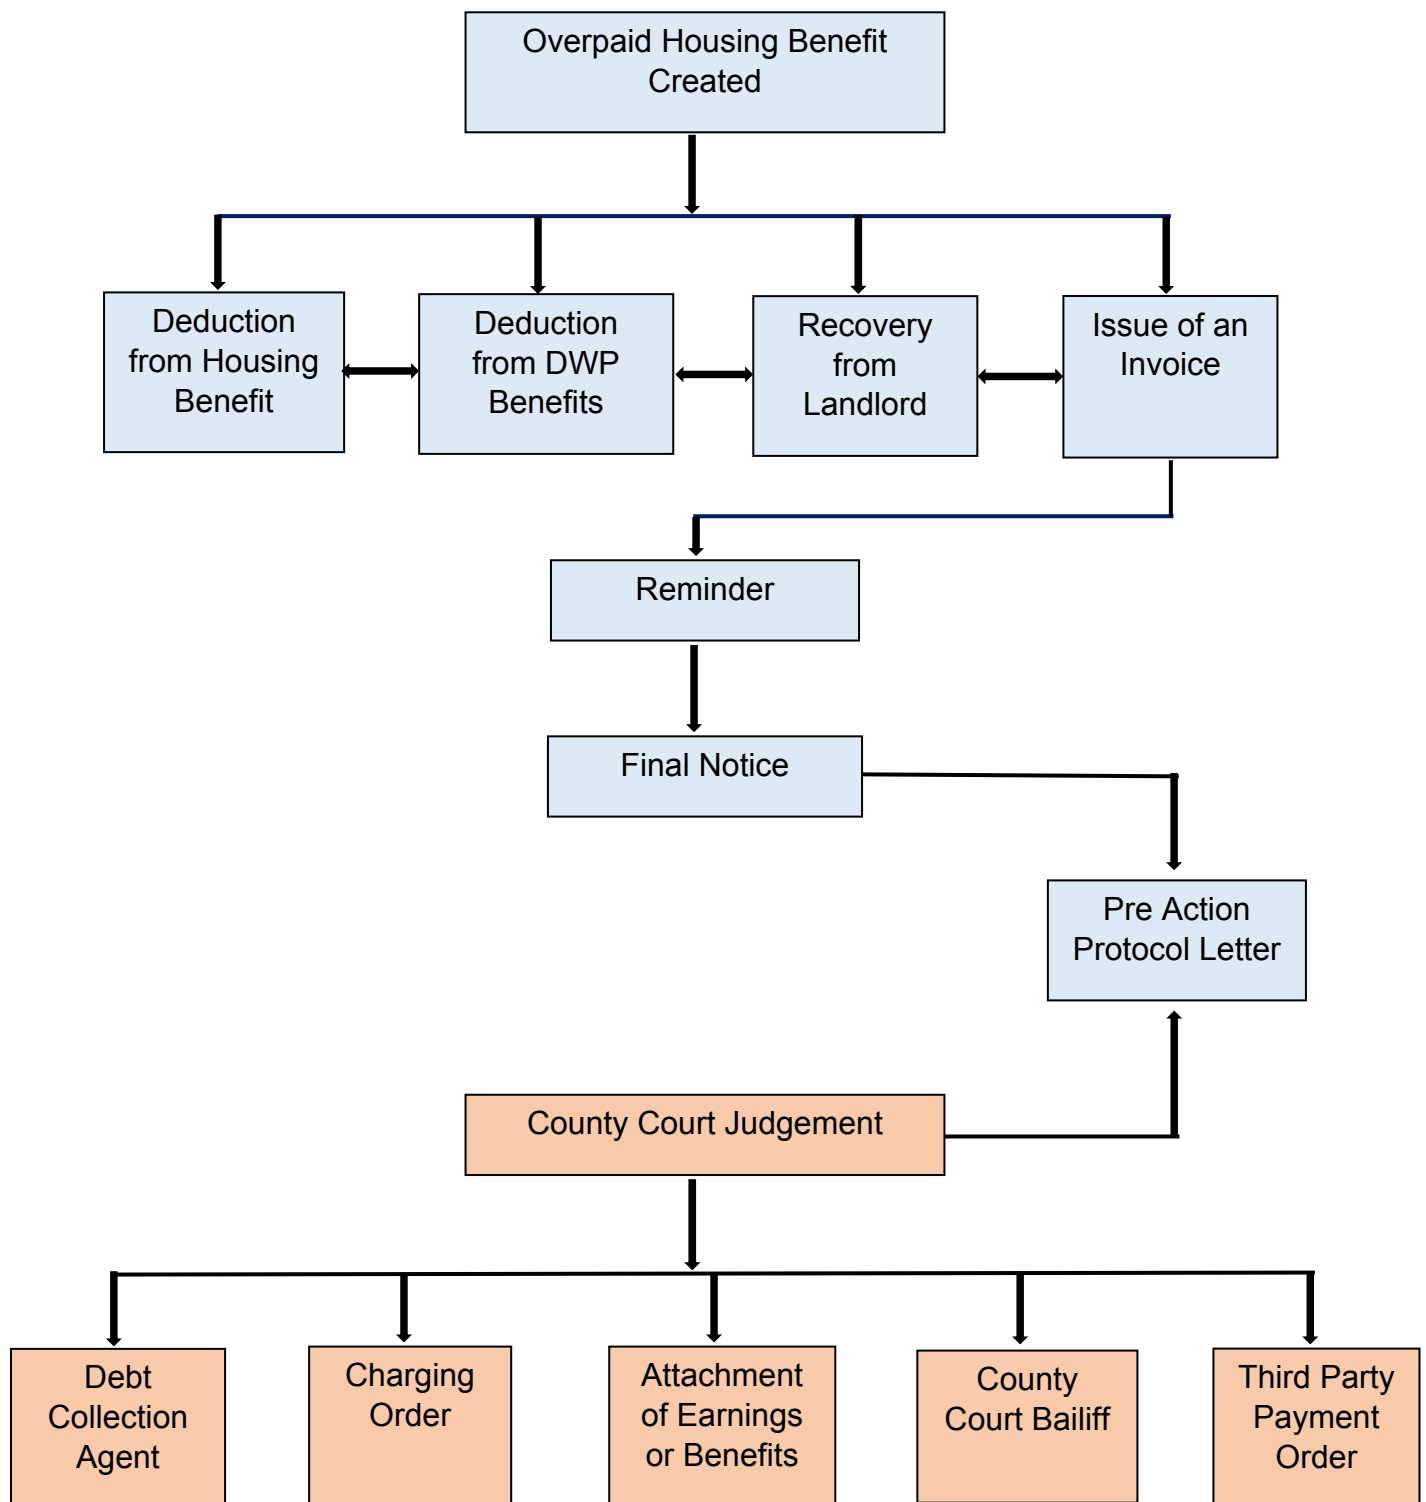 Overpaid Housing Benefit
Created
Deduction
from Housing
Benefit
Deduction
from DWP
Benefits
Recovery
from
Landlord
Issue of an
Invoice
Reminder
Final Notice
Pre Action
Protocol Letter
County Court Judgement
Debt
Collection
Agent
Charging
Order
Attachment
of Earnings
or Benefits
County
Court Bailiff
Third Party
Payment
Order